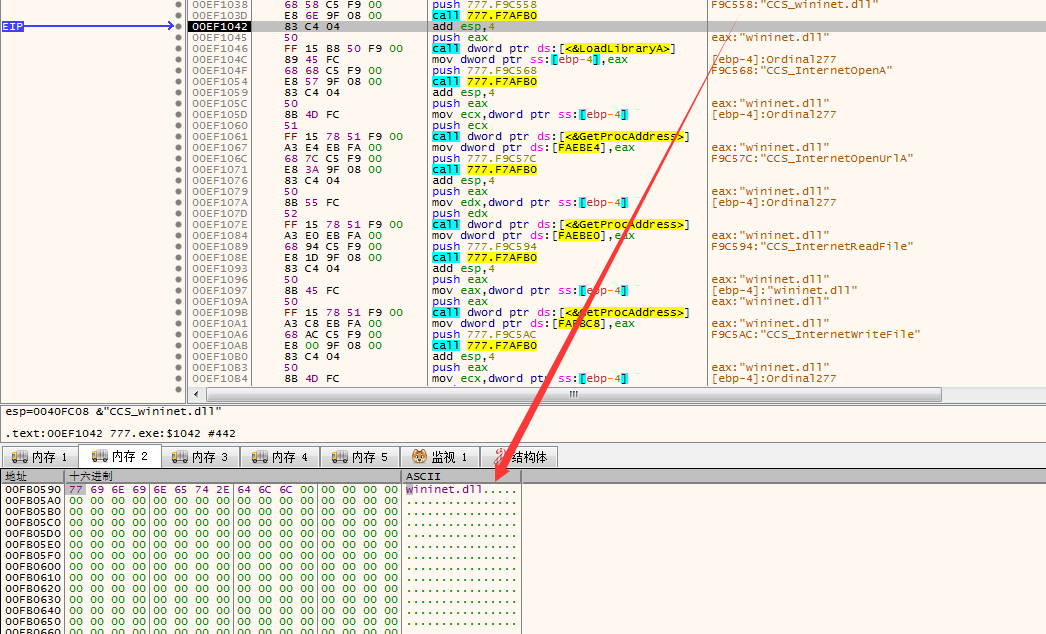 00EF1038 68 58 C5 F9 00 push 777.F9C558 F9C558:"CCS_wininet.dll"
00EF103D E8 6E 9F 08 00 call 777.F7AFB0
EIP 00EF1042 83 C4 04 add esp,4
00EF1045 50 push eax eax:"wininet.dll"
00EF1046 FF 15 B8 50 F9 00 call dword ptr ds:[<&LoadLibraryA>]
00EF104C 89 45 FC mov dword ptr ss:[ebp-4],eax [ebp-4]:Ordinal277
00EF104F 68 68 C5 F9 00 push 777.F9C568 F9C568:"CCS_InternetOpenA"
00EF1054 E8 57 9F 08 00 call 777.F7AFB0
00EF1059 83 C4 04 add esp,4
00EF105C 50 push eax eax:"wininet.dll"
00EF105D 8B 4D FC mov ecx,dword ptr ss:[ebp-4] [ebp-4]:Ordinal277
00EF1060 51 push ecx
00EF1061 FF 15 78 51 F9 00 call dword ptr ds:[<&GetProcAddress>]
00EF1067 A3 E4 EB FA 00 mov dword ptr ds:[FAEBE4],eax eax:"wininet.dll"
00EF106C 68 7C C5 F9 00 push 777.F9C57C F9C57C:"CCS_InternetOpenUrlA"
00EF1071 E8 3A 9F 08 00 call 777.F7AFB0
00EF1076 83 C4 04 add esp,4
00EF1079 50 push eax eax:"wininet.dll"
00EF107A 8B 55 FC mov edx,dword ptr ss:[ebp-4] [ebp-4]:Ordinal277
00EF107D 52 push edx
00EF107E FF 15 78 51 F9 00 call dword ptr ds:[<&GetProcAddress>]
00EF1084 A3 E0 EB FA 00 mov dword ptr ds:[FAEBE0],eax eax:"wininet.dll"
00EF1089 68 94 C5 F9 00 push 777.F9C594 F9C594:"CCS_InternetReadFile"
00EF108E E8 1D 9F 08 00 call 777.F7AFB0
00EF1093 83 C4 04 add esp,4
00EF1096 50 push eax eax:"wininet.dll"
00EF1097 8B 45 FC mov eax,dword ptr ss:[ebp-4] [ebp-4]:"wininet.dll"
00EF109A 50 push eax eax:"wininet.dll"
00EF109B FF 15 78 51 F9 00 call dword ptr ds:[<&GetProcAddress>]
00EF10A1 A3 C8 EB FA 00 mov dword ptr ds:[FAEBC8],eax eax:"wininet.dll"
00EF10A6 68 AC C5 F9 00 push 777.F9C5AC F9C5AC:"CCS_InternetWriteFile"
00EF10AB E8 00 9F 08 00 call 777.F7AFB0
00EF10B0 83 C4 04 add esp,4
00EF10B3 50 push eax eax:"wininet.dll"
00EF10B4 8B 4D FC mov ecx,dword ptr ss:[ebp-4] [ebp-4]:Ordinal277
esp=0040FC08 &"CCS_wininet.dll"
.text:00EF1042 777.exe:$1042 #442
内存 1 内存 2 内存 3 内存 4 内存 5 监视 1 结构体
地址 十六进制 ASCII
00FB0590 77 69 6E 69 6E 65 74 2E 64 6C 6C 00 00 00 00 00 wininet.dll.....
00FB05A0 00 00 00 00 00 00 00 00 00 00 00 00 00 00 00 00 ................
00FB05B0 00 00 00 00 00 00 00 00 00 00 00 00 00 00 00 00 ................
00FB05C0 00 00 00 00 00 00 00 00 00 00 00 00 00 00 00 00 ................
00FB05D0 00 00 00 00 00 00 00 00 00 00 00 00 00 00 00 00 ................
00FB05E0 00 00 00 00 00 00 00 00 00 00 00 00 00 00 00 00 ................
00FB05F0 00 00 00 00 00 00 00 00 00 00 00 00 00 00 00 00 ................
00FB0600 00 00 00 00 00 00 00 00 00 00 00 00 00 00 00 00 ................
00FB0610 00 00 00 00 00 00 00 00 00 00 00 00 00 00 00 00 ................
00FB0620 00 00 00 00 00 00 00 00 00 00 00 00 00 00 00 00 ................
00FB0630 00 00 00 00 00 00 00 00 00 00 00 00 00 00 00 00 ................
00FB0640 00 00 00 00 00 00 00 00 00 00 00 00 00 00 00 00 ................
00FB0650 00 00 00 00 00 00 00 00 00 00 00 00 00 00 00 00 ................
00FB0660 00 00 00 00 00 00 00 00 00 00 00 00 00 00 00 00 ................